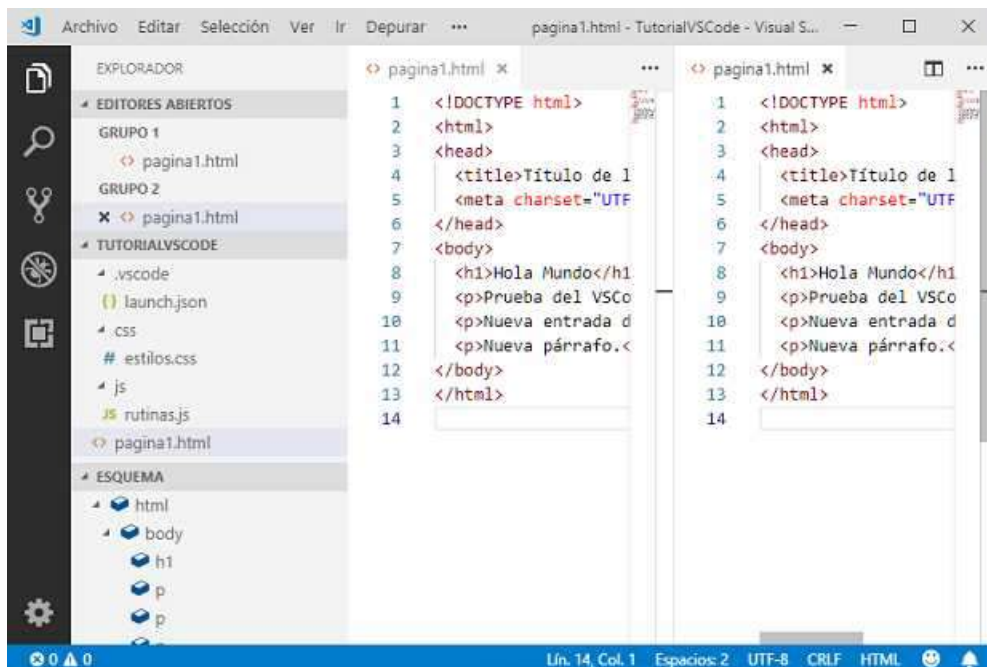 Archivo Editar Selección Ver Ir Depurar ••• pagina1.html - TutorialVSCode - Visual S...
EXPLORADOR
EDITORES ABIERTOS
GRUPO 1
<> pagina1.html
GRUPO 2
<> pagina1.html
TUTORIALVSCODE
.vscode
{} launch.json
css
# estilos.css
js
JS rutinas.js
<> pagina1.html
ESQUEMA
html
body
h1
p
p
<> pagina1.html
1 <!DOCTYPE html>
2 <html>
3 <head>
4 <title>Título de l
5 <meta charset="UTF
6 </head>
7 <body>
8 <h1>Hola Mundo</h1
9 <p>Prueba del VSCo
10 <p>Nueva entrada d
11 <p>Nueva párrafo.<
12 </body>
13 </html>
14
<> pagina1.html
1 <!DOCTYPE html>
2 <html>
3 <head>
4 <title>Título de l
5 <meta charset="UTF
6 </head>
7 <body>
8 <h1>Hola Mundo</h1
9 <p>Prueba del VSCo
10 <p>Nueva entrada d
11 <p>Nueva párrafo.<
12 </body>
13 </html>
14
0 0 Lín. 14, Col. 1 Espacios: 2 UTF-8 CRLF HTML